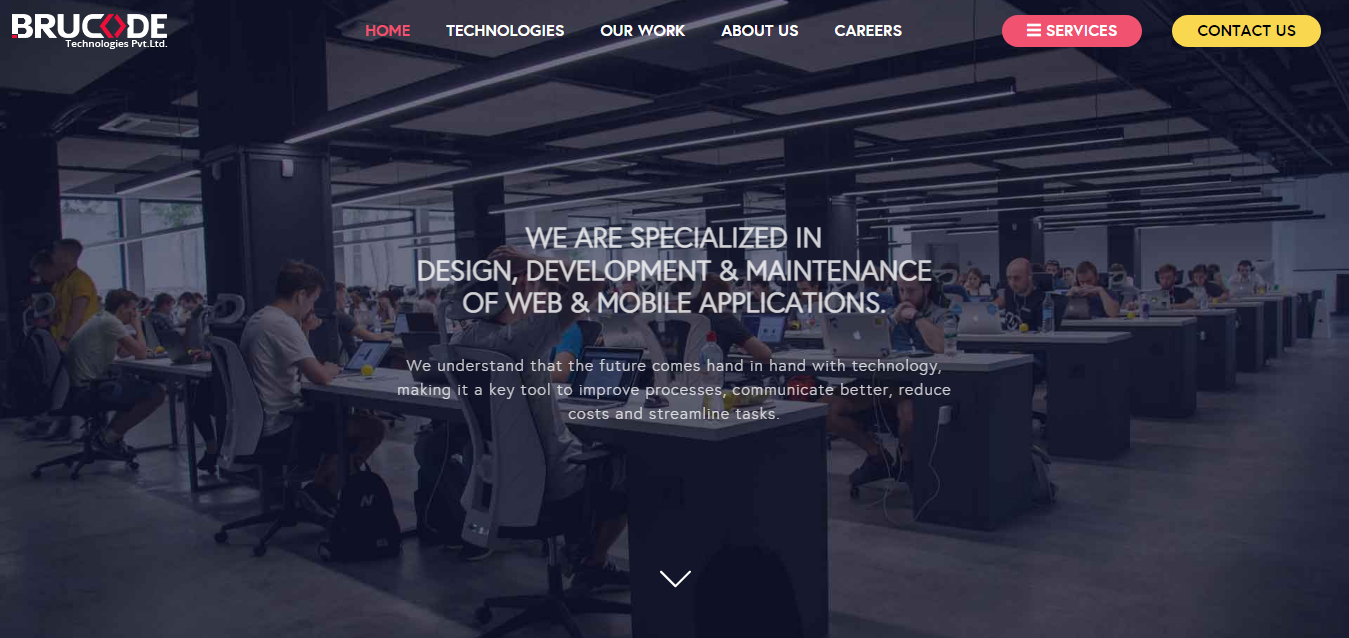 BRUCODE
Technologies Pvt.Ltd.
HOME TECHNOLOGIES OUR WORK ABOUT US CAREERS SERVICES CONTACT US
WE ARE SPECIALIZED IN
DESIGN, DEVELOPMENT & MAINTENANCE
OF WEB & MOBILE APPLICATIONS.
We understand that the future comes hand in hand with technology,
making it a key tool to improve processes, communicate better, reduce
costs and streamline tasks.